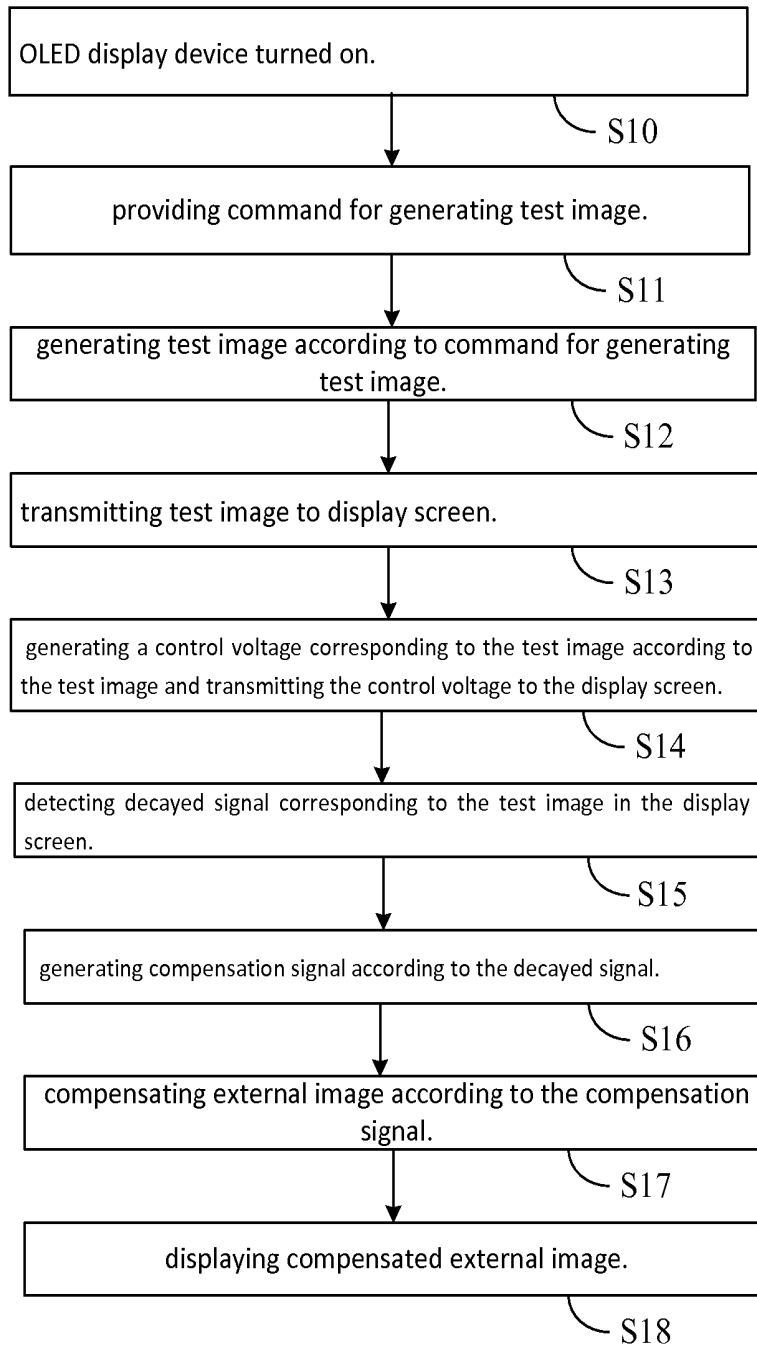 OLED display device turned on.
S10
providing command for generating test image.
S11
generating test image according to command for generating
test image.
S12
transmitting test image to display screen.
S13
generating a control voltage corresponding to the test image according to
the test image and transmitting the control voltage to the display screen.
S14
detecting decayed signal corresponding to the test image in the display
screen.
S15
generating compensation signal according to the decayed signal.
S16
compensating external image according to the compensation
signal.
S17
displaying compensated external image.
S18